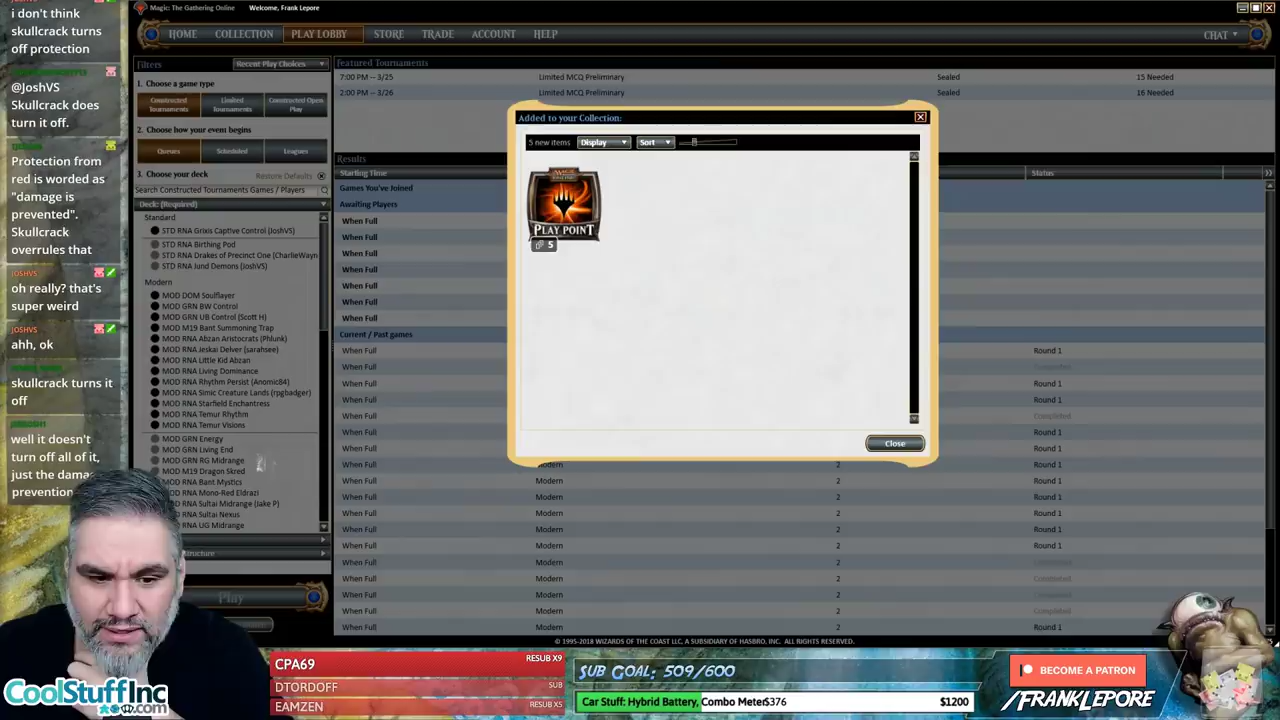 JOSHVS
i don't think
skullcrack turns
off protection
@JoshVS
Skullcrack does
turn it off.
Protection from
red is worded as
"damage is
prevented".
Skullcrack
overrules that
JOSHVS
oh really? that's
super weird
JOSHVS
ahh, ok
skullcrack turns it
off
well it doesn't
turn off all of it,
just the damage
prevention
Magic: The Gathering Online Welcome, Frank Lepore
HOME COLLECTION PLAY LOBBY STORE TRADE ACCOUNT HELP CHAT
Filters Recent Play Choices
1. Choose a game type
Constructed Tournaments
Limited Tournaments
Constructed Open Play
2. Choose how your event begins
Queues Scheduled Leagues
3. Choose your deck Restore Defaults
Search Constructed Tournaments Games / Players
Deck: (Required)
Standard
STD RNA Grixis Captive Control (JoshVS)
STD RNA Birthing Pod
STD RNA Drakes of Precinct One (CharlieWayn
STD RNA Jund Demons (JoshVS)
Modern
MOD DOM Soulflayer
MOD GRN BW Control
MOD GRN UB Control (Scott H)
MOD M19 Bant Summoning Trap
MOD RNA Abzan Aristocrats (Phlunk)
MOD RNA Jeskai Delver (sarahsee)
MOD RNA Little Kid Abzan
MOD RNA Living Dominance
MOD RNA Rhythm Persist (Anomic84)
MOD RNA Simic Creature Lands (rpgbadger)
MOD RNA Starfield Enchantress
MOD RNA Temur Rhythm
MOD RNA Temur Visions
MOD GRN Energy
MOD GRN Living End
MOD GRN RG Midrange
MOD M19 Dragon Skred
RNA Bant Mystics
RNA Mono-Red Eldrazi
RNA Sultai Midrange (Jake P)
RNA Sultai Nexus
RNA UG Midrange
Structure
Play
Featured Tournaments
7:00 PM -- 3/25 Limited MCQ Preliminary Sealed 15 Needed
2:00 PM -- 3/26 Limited MCQ Preliminary Sealed 16 Needed
Results
Starting Time Status
Games You've Joined
Awaiting Players
When Full
When Full
When Full
When Full
When Full
When Full
When Full
Current / Past games
When Full Round 1
When Full Completed
When Full Round 1
When Full Round 1
When Full Completed
When Full Round 1
When Full Round 1
When Full Modern 2 Round 1
When Full Modern 2 Round 1
When Full Modern 2 Round 1
When Full Modern 2 Round 1
When Full Modern 2 Round 1
When Full Modern 2 Round 1
When Full Modern 2 Completed
When Full Modern 2 Completed
When Full Modern 2 Completed
When Full Modern 2 Completed
When Full Modern 2 Round 1
Added to your Collection:
5 new items Display Sort
PLAY POINT
5
Close
© 1995-2018 WIZARDS OF THE COAST LLC, A SUBSIDIARY OF HASBRO, INC. ALL RIGHTS RESERVED.
CoolStuffInc
.com
CPA69 RESUB X9
DTORDOFF SUB
EAMZEN RESUB X5
SUB GOAL: 509/600
Car Stuff: Hybrid Battery, Combo Meter $376 $1200
BECOME A PATRON
FRANKLEPORE